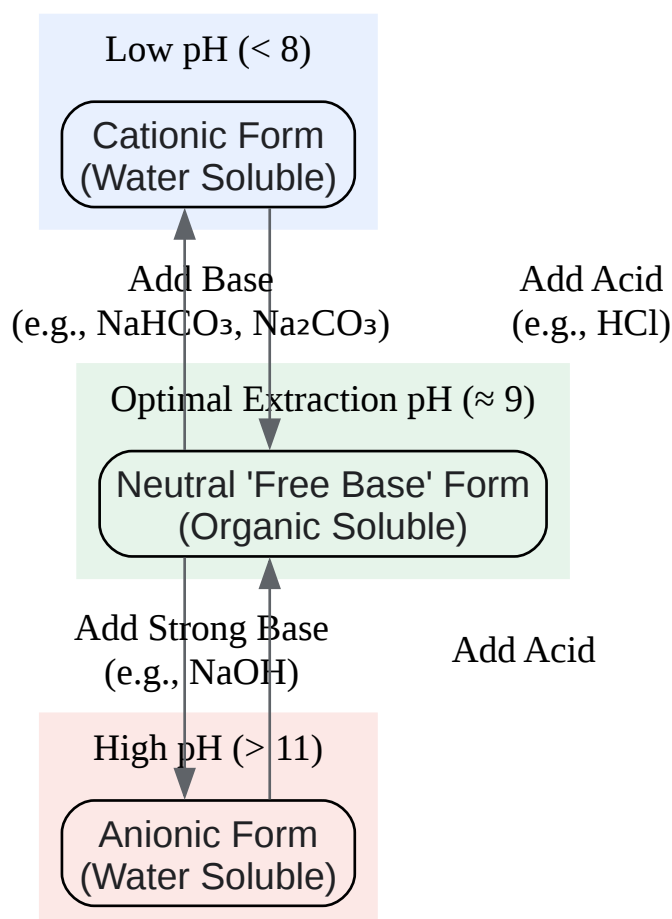 Low pH (< 8)
Cationic Form
(Water Soluble)
Add Base
(e.g., NaHCO₃, Na₂CO₃)
Add Acid
(e.g., HCl)
Optimal Extraction pH (≈ 9)
Neutral 'Free Base' Form
(Organic Soluble)
Add Strong Base
(e.g., NaOH)
Add Acid
High pH (> 11)
Anionic Form
(Water Soluble)